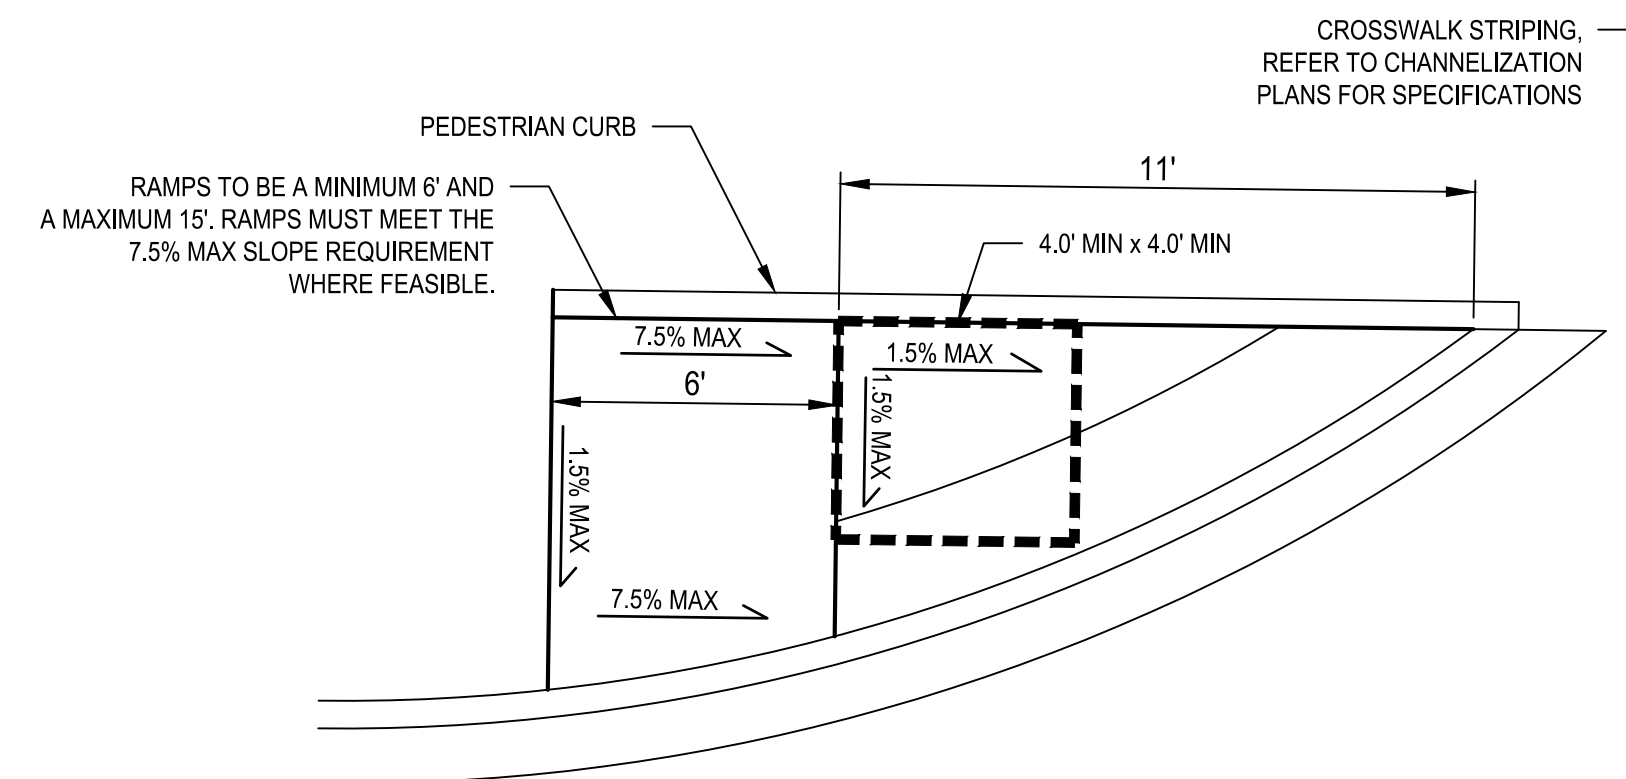 CROSSWALK STRIPING,
REFER TO CHANNELIZATION
PLANS FOR SPECIFICATIONS
PEDESTRIAN CURB
11'
RAMPS TO BE A MINIMUM 6' AND
A MAXIMUM 15'. RAMPS MUST MEET THE
7.5% MAX SLOPE REQUIREMENT
WHERE FEASIBLE.
4.0' MIN x 4.0' MIN
7.5% MAX
1.5% MAX
6'
1.5% MAX
1.5% MAX
7.5% MAX